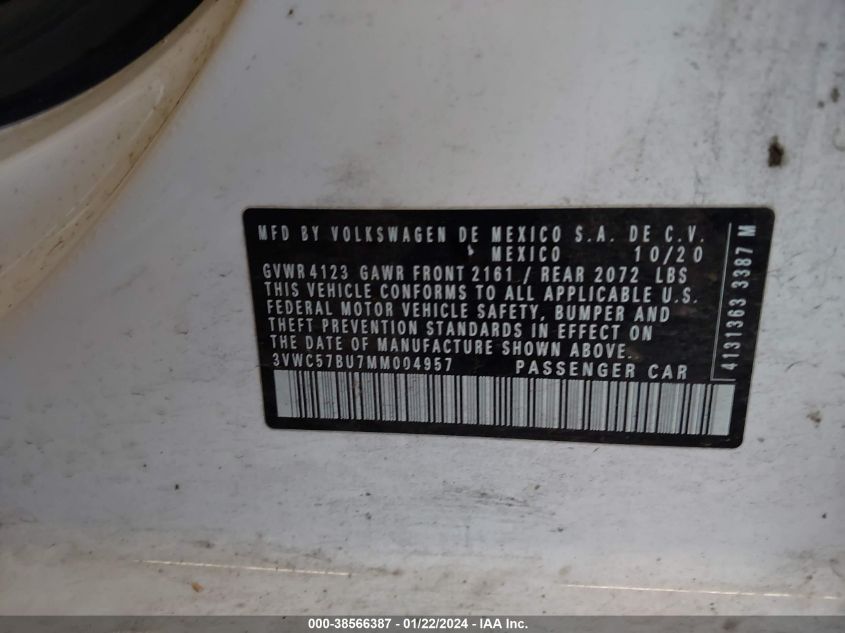 MFD BY VOLKSWAGEN DE MEXICO S.A. DE C.V.
MEXICO 10/20
GVWR 4123 GAWR FRONT 2161 / REAR 2072 LBS
THIS VEHICLE CONFORMS TO ALL APPLICABLE U.S.
FEDERAL MOTOR VEHICLE SAFETY, BUMPER AND
THEFT PREVENTION STANDARDS IN EFFECT ON
THE DATE OF MANUFACTURE SHOWN ABOVE.
3VWC57BU7MM004957 PASSENGER CAR
4131363 3387 M
000-38566387 - 01/22/2024 - IAAI.com